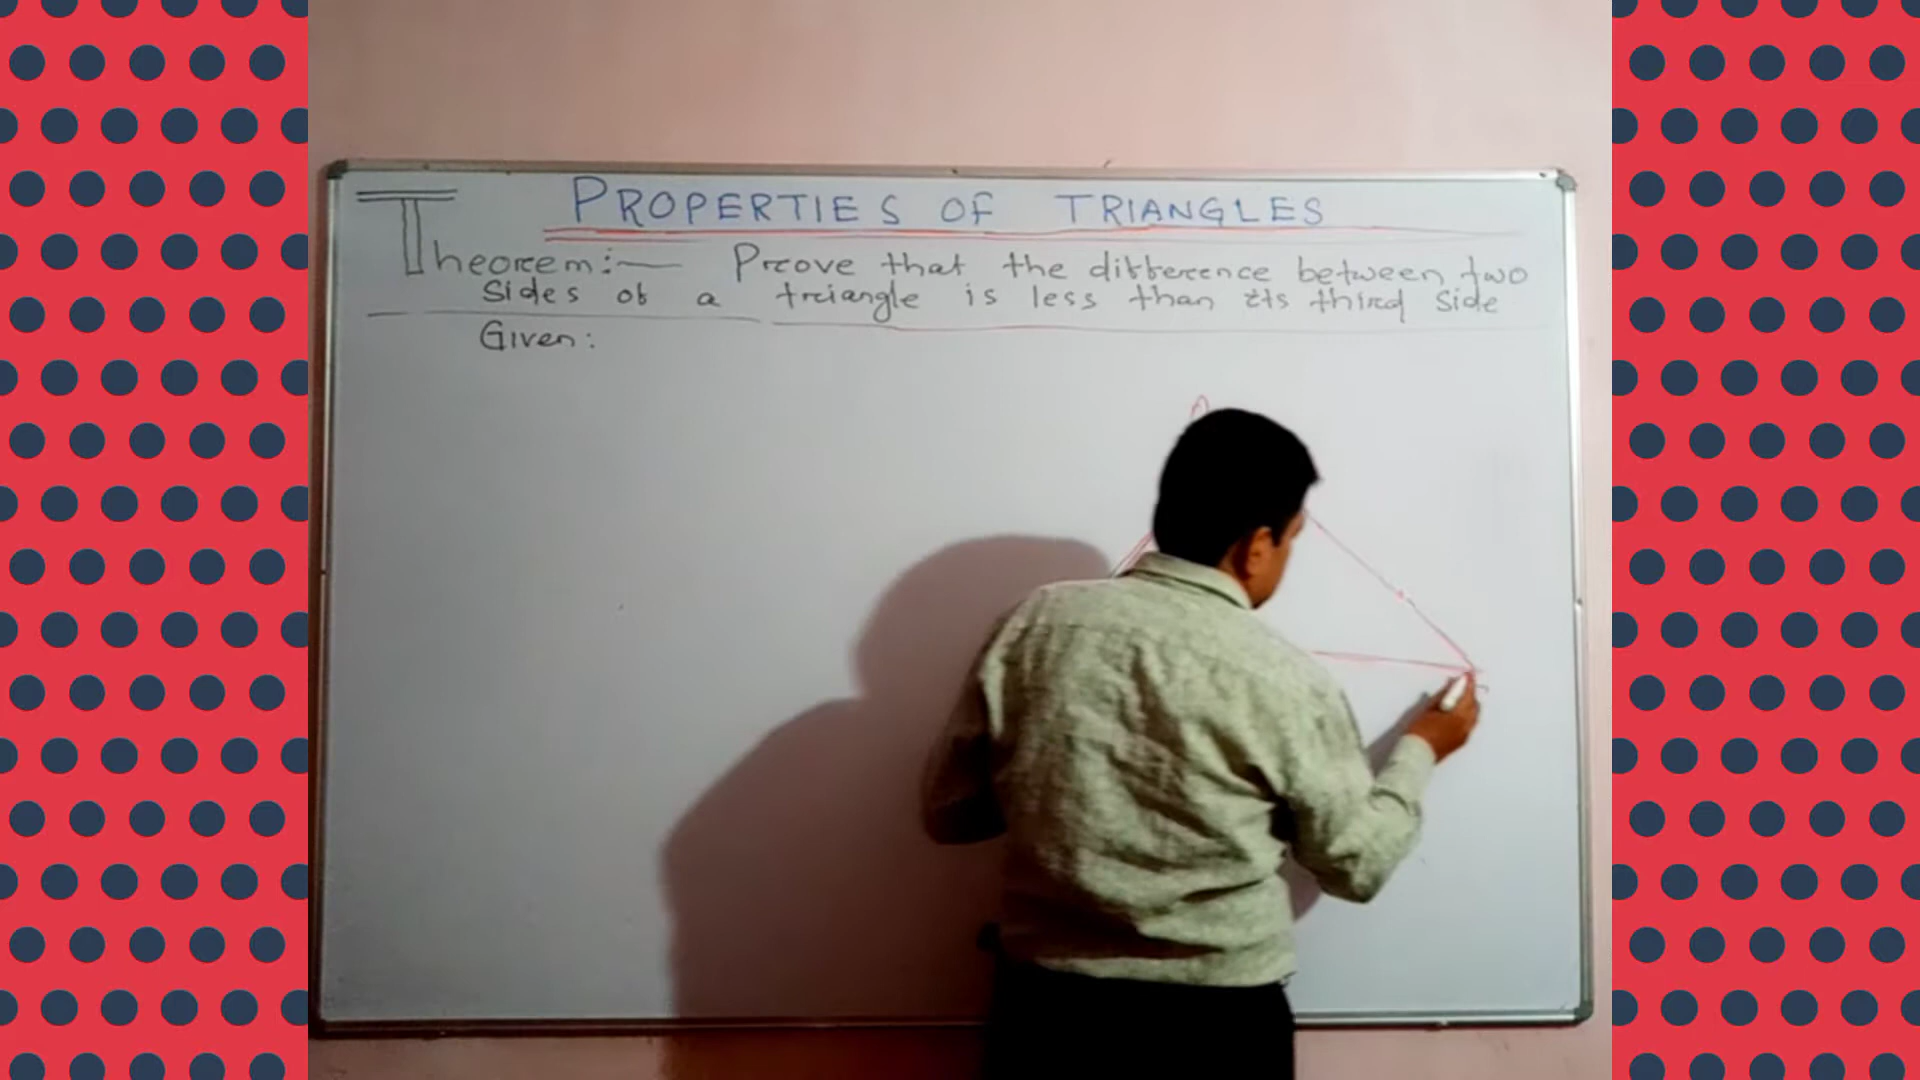 PROPERTIES OF TRIANGLES
Theorem:— Prove that the difference between two
sides of a triangle is less than its third side
Given:
A